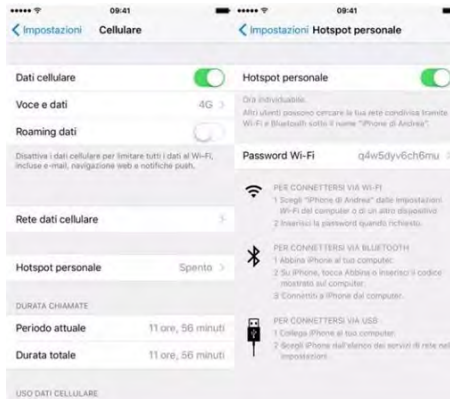 09:41
Impostazioni Cellulare
Dati cellulare
Voce e dati 4G
Roaming dati
Disattiva i dati cellulare per limitare tutti i dati al Wi-Fi,
incluse e-mail, navigazione web e notifiche push.
Rete dati cellulare
Hotspot personale Spento
DURATA CHIAMATE
Periodo attuale 11 ore, 56 minuti
Durata totale 11 ore, 56 minuti
USO DATI CELLULARE
09:41
Impostazioni Hotspot personale
Hotspot personale
Ora individuabile.
Altri utenti possono cercare la tua rete condivisa tramite
Wi-Fi e Bluetooth sotto il nome "iPhone di Andrea".
Password Wi-Fi q4w5dyv6ch6mu
PER CONNETTERSI VIA WI-FI
1 Scegli "iPhone di Andrea" dalle impostazioni
Wi-Fi del computer o di un altro dispositivo
2 Inserisci la password quando richiesto.
PER CONNETTERSI VIA BLUETOOTH
1 Abbina iPhone al tuo computer.
2 Su iPhone, tocca Abbina o inserisci il codice
mostrato sul computer.
3 Connettiti a iPhone dal computer.
PER CONNETTERSI VIA USB
1 Collega iPhone al tuo computer.
2 Scegli iPhone dall'elenco dei servizi di rete nelle
impostazioni.